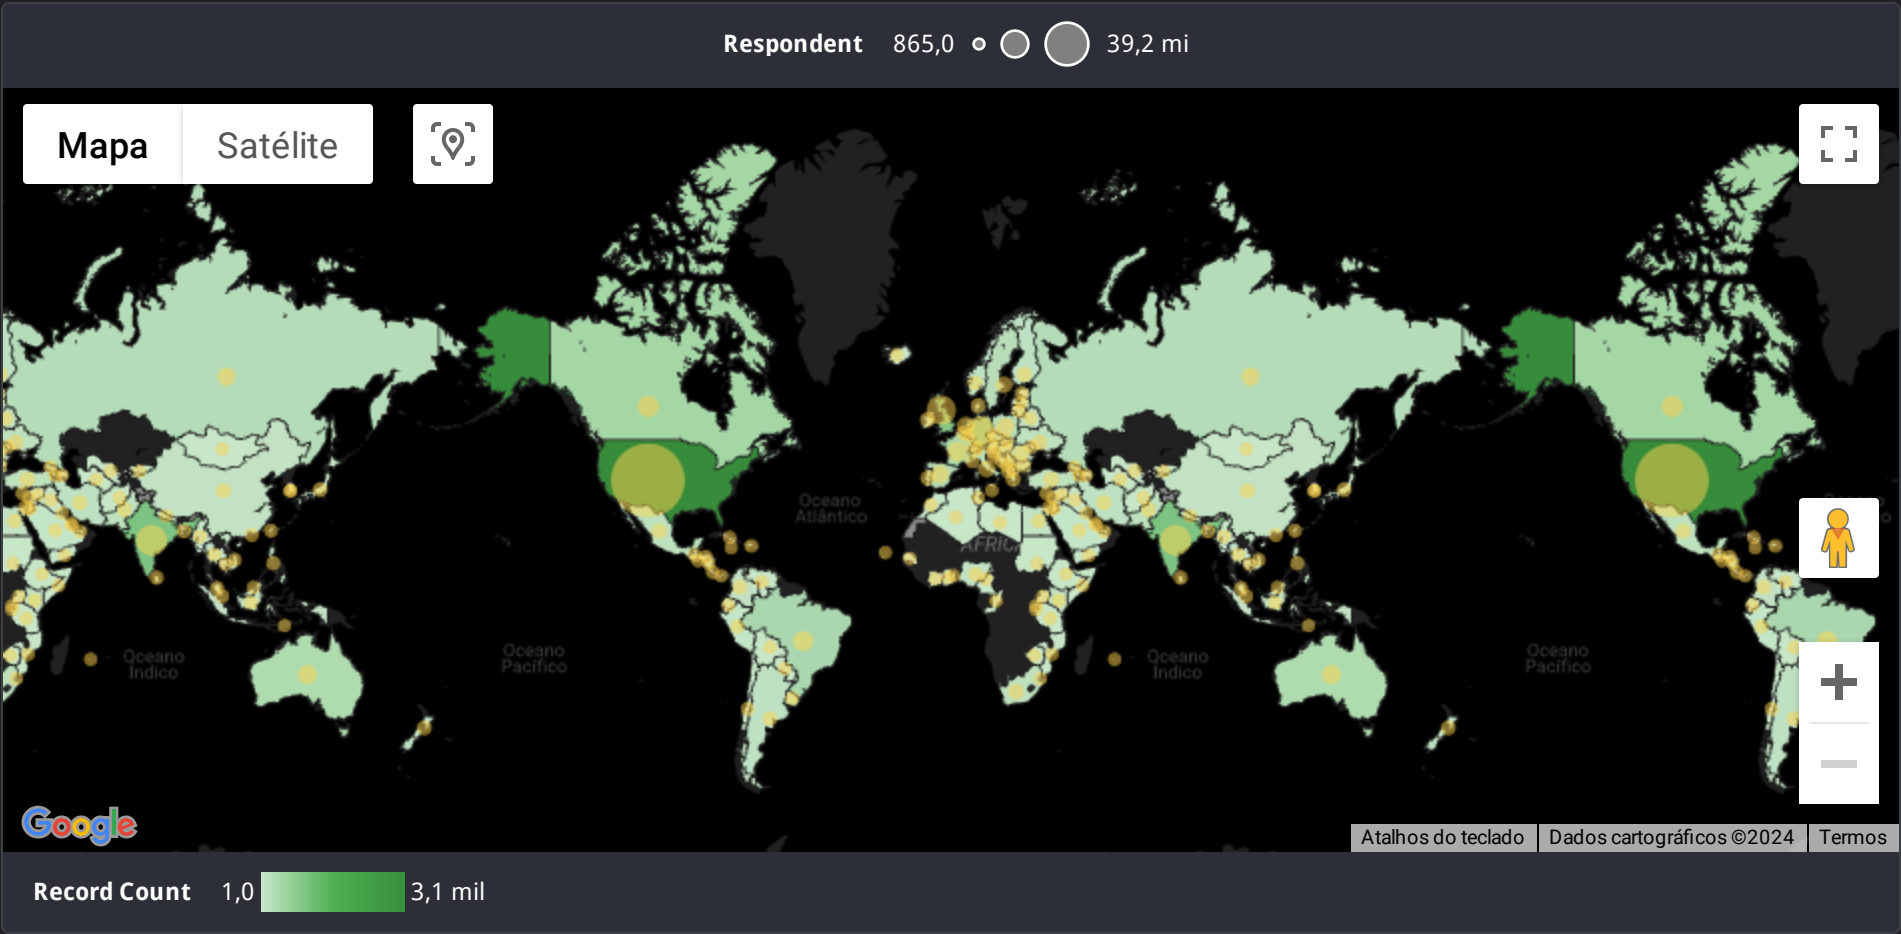 Respondent 865,0 39,2 mi
Mapa Satélite
Oceano
Atlântico
ÁFRICA
Oceano
Índico
Oceano
Pacífico
Oceano
Índico
Oceano
Pacífico
Google
Atalhos do teclado Dados cartográficos ©2024 Termos
Record Count 1,0 3,1 mil